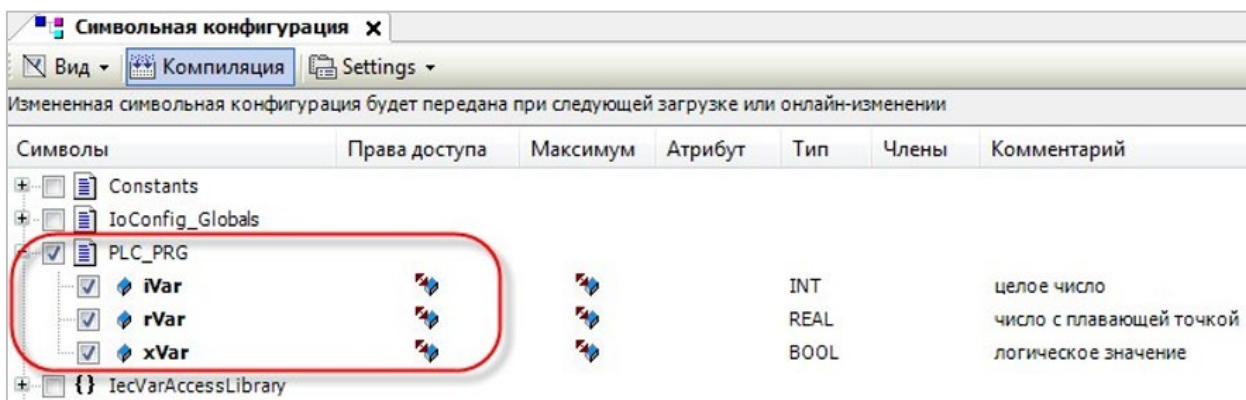 Символьная конфигурация X
Вид Компиляция Settings
Измененная символьная конфигурация будет передана при следующей загрузке или онлайн-изменении
Символы Права доступа Максимум Атрибут Тип Члены Комментарий
Constants
IoConfig_Globals
PLC_PRG
iVar INT целое число
rVar REAL число с плавающей точкой
xVar BOOL логическое значение
{} IecVarAccessLibrary